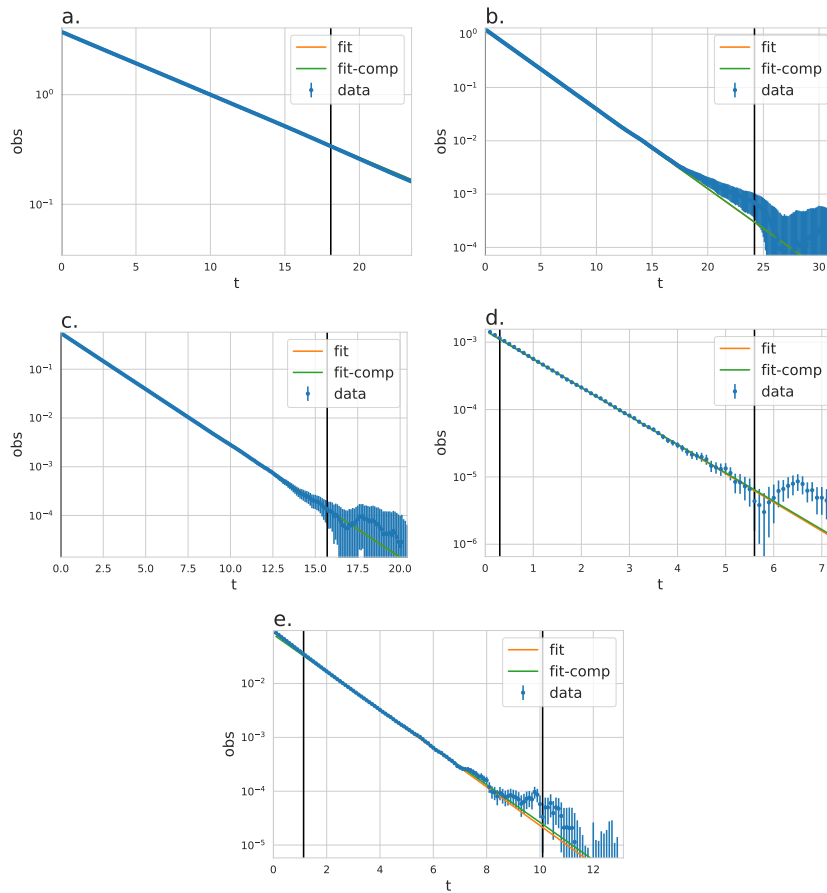 a.
fit
fit-comp
data
10⁰
10⁻¹
obs
0 5 10 15 20
t
b.
fit
fit-comp
data
10⁰
10⁻¹
10⁻²
10⁻³
10⁻⁴
obs
0 5 10 15 20 25 30
t
c.
fit
fit-comp
data
10⁻¹
10⁻²
10⁻³
10⁻⁴
obs
0.0 2.5 5.0 7.5 10.0 12.5 15.0 17.5 20.0
t
d.
fit
fit-comp
data
10⁻³
10⁻⁴
10⁻⁵
10⁻⁶
obs
0 1 2 3 4 5 6 7
t
e.
fit
fit-comp
data
10⁻²
10⁻³
10⁻⁴
10⁻⁵
obs
0 2 4 6 8 10 12
t